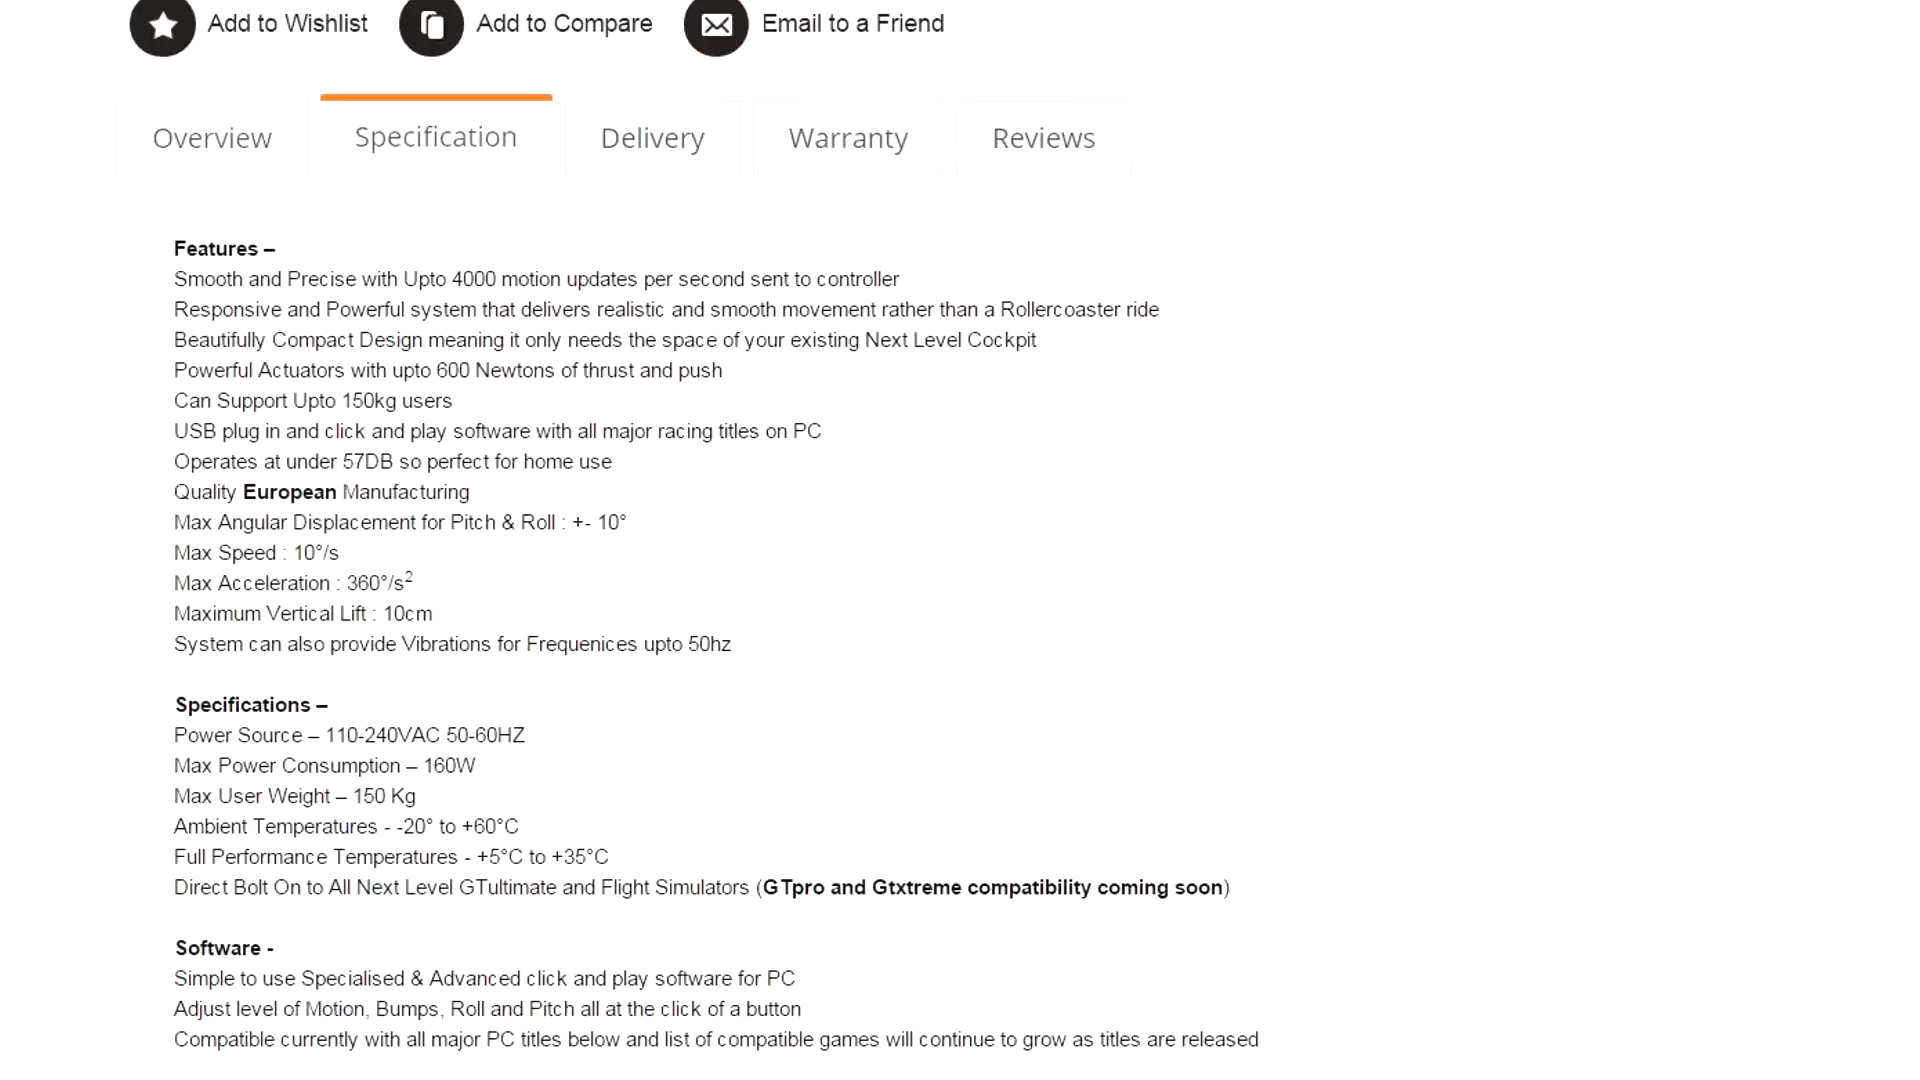 Add to Wishlist Add to Compare Email to a Friend
Overview Specification Delivery Warranty Reviews
Features –
Smooth and Precise with Upto 4000 motion updates per second sent to controller
Responsive and Powerful system that delivers realistic and smooth movement rather than a Rollercoaster ride
Beautifully Compact Design meaning it only needs the space of your existing Next Level Cockpit
Powerful Actuators with upto 600 Newtons of thrust and push
Can Support Upto 150kg users
USB plug in and click and play software with all major racing titles on PC
Operates at under 57DB so perfect for home use
Quality European Manufacturing
Max Angular Displacement for Pitch & Roll : +- 10°
Max Speed : 10°/s
Max Acceleration : 360°/s²
Maximum Vertical Lift : 10cm
System can also provide Vibrations for Frequenices upto 50hz
Specifications –
Power Source – 110-240VAC 50-60HZ
Max Power Consumption – 160W
Max User Weight – 150 Kg
Ambient Temperatures - -20° to +60°C
Full Performance Temperatures - +5°C to +35°C
Direct Bolt On to All Next Level GTultimate and Flight Simulators (GTpro and Gtxtreme compatibility coming soon)
Software -
Simple to use Specialised & Advanced click and play software for PC
Adjust level of Motion, Bumps, Roll and Pitch all at the click of a button
Compatible currently with all major PC titles below and list of compatible games will continue to grow as titles are released